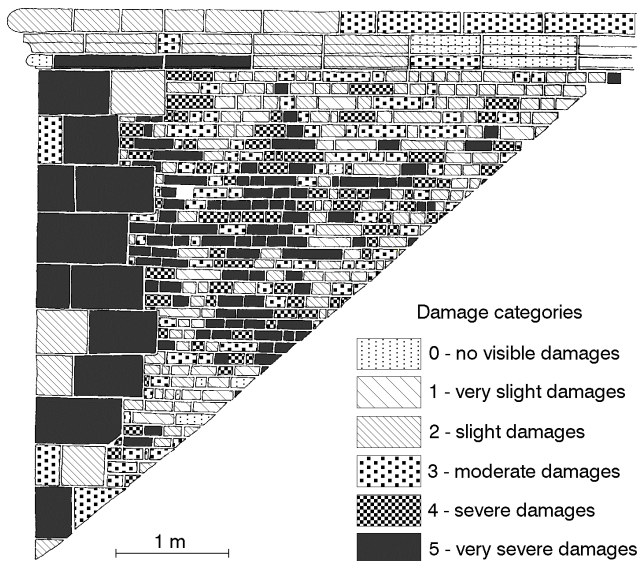 Damage categories
0 - no visible damages
1 - very slight damages
2 - slight damages
3 - moderate damages
4 - severe damages
5 - very severe damages
1 m